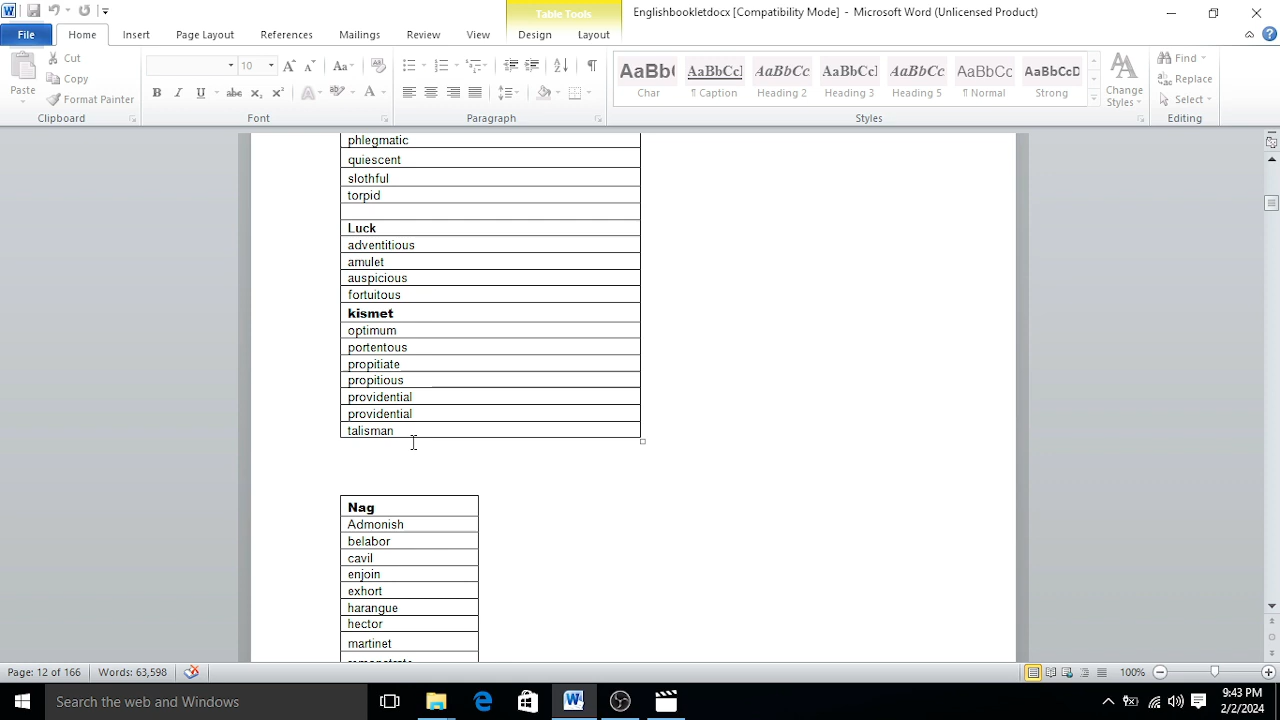 Table Tools
Englishbookletdocx [Compatibility Mode] - Microsoft Word (Unlicensed Product)
File Home Insert Page Layout References Mailings Review View Design Layout
Paste
Cut
Copy
Format Painter
Clipboard
10
Font
Paragraph
AaBb( AaBbCcl AaBbCc AaBbCcI AaBbCc AaBbCcI AaBbCcD
Char ¶ Caption Heading 2 Heading 3 Heading 5 ¶ Normal Strong
Change Styles
Styles
Find
Replace
Select
Editing
phlegmatic
quiescent
slothful
torpid
Luck
adventitious
amulet
auspicious
fortuitous
kismet
optimum
portentous
propitiate
propitious
providential
providential
talisman
Nag
Admonish
belabor
cavil
enjoin
exhort
harangue
hector
martinet
Page: 12 of 166 Words: 63,598 100%
Search the web and Windows
9:43 PM
2/2/2024